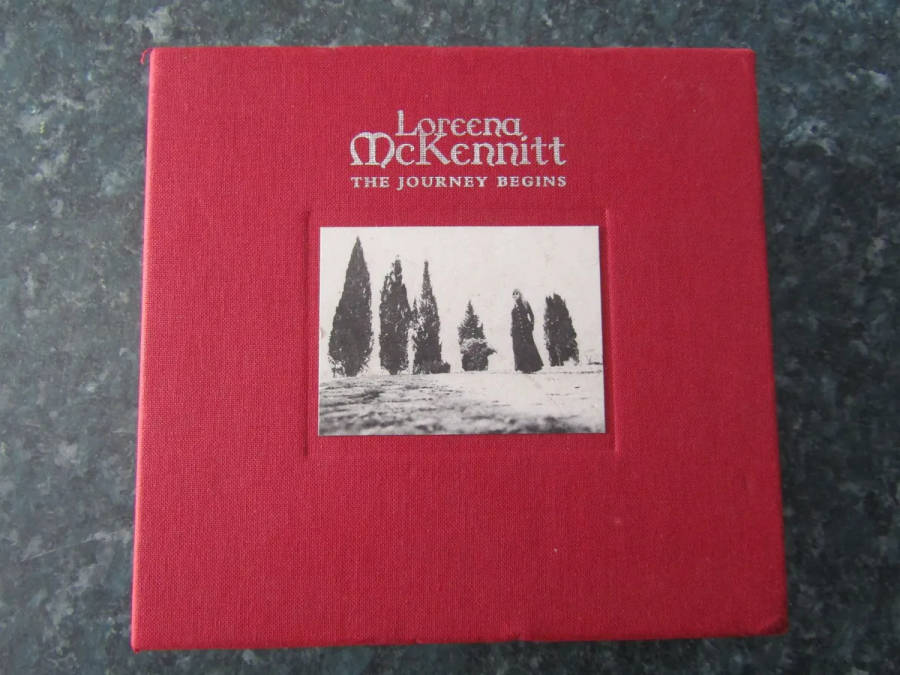 Loreena
McKennitt
THE JOURNEY BEGINS